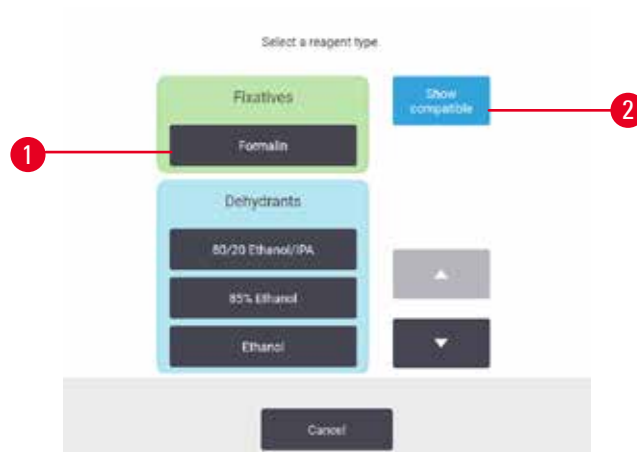 Select a reagent type
Fixatives
Show
compatible
2
1
Formalin
Dehydrants
80/20 Ethanol/IPA
85% Ethanol
Ethanol
Cancel